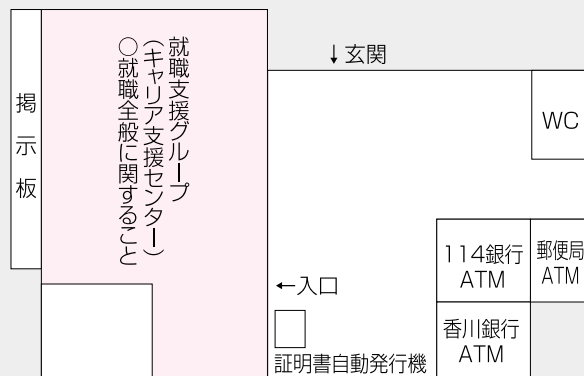 掲示板
就職支援グループ
（キャリア支援センター）
○就職全般に関すること
↓玄関
WC
114銀行
ATM
郵便局
ATM
←入口
香川銀行
ATM
証明書自動発行機